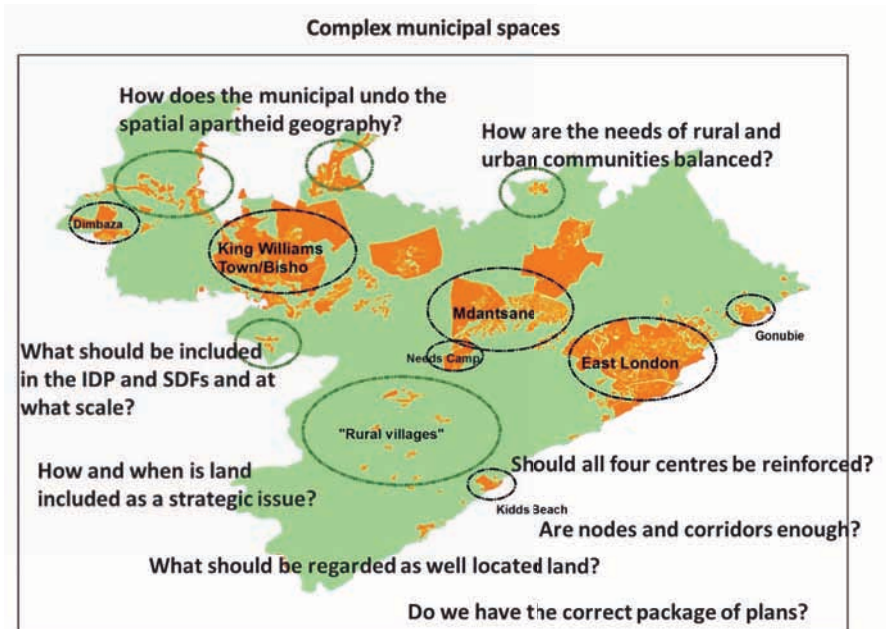 Complex municipal spaces
How does the municipal undo the
spatial apartheid geography?
How are the needs of rural and
urban communities balanced?
Dimbaza
King Williams
Town/Bisho
Mdantsane
Gonubie
Needs Camp
East London
What should be included
in the IDP and SDFs and at
what scale?
"Rural villages"
How and when is land
included as a strategic issue?
Should all four centres be reinforced?
Kidds Beach
Are nodes and corridors enough?
What should be regarded as well located land?
Do we have the correct package of plans?